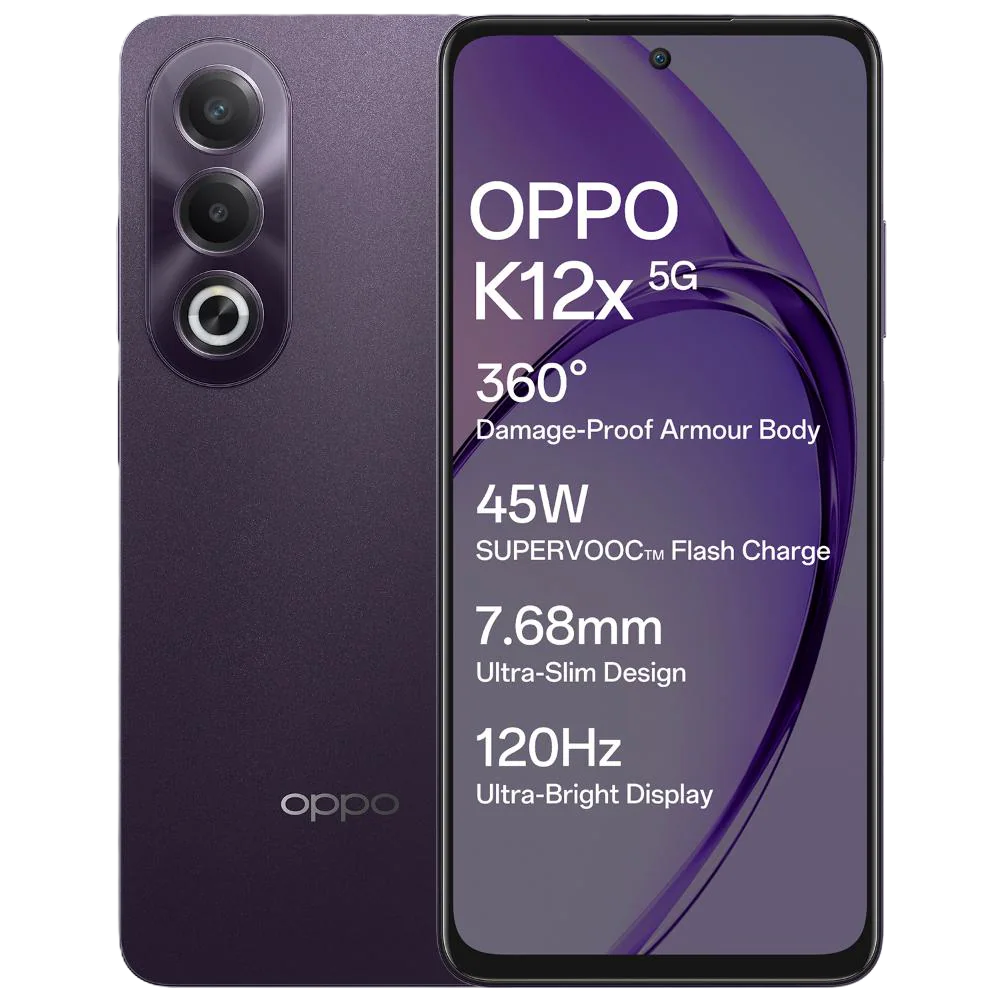 OPPO
K12x 5G
360°
Damage-Proof Armour Body
45W
SUPERVOOC™ Flash Charge
7.68mm
Ultra-Slim Design
120Hz
Ultra-Bright Display
oppo